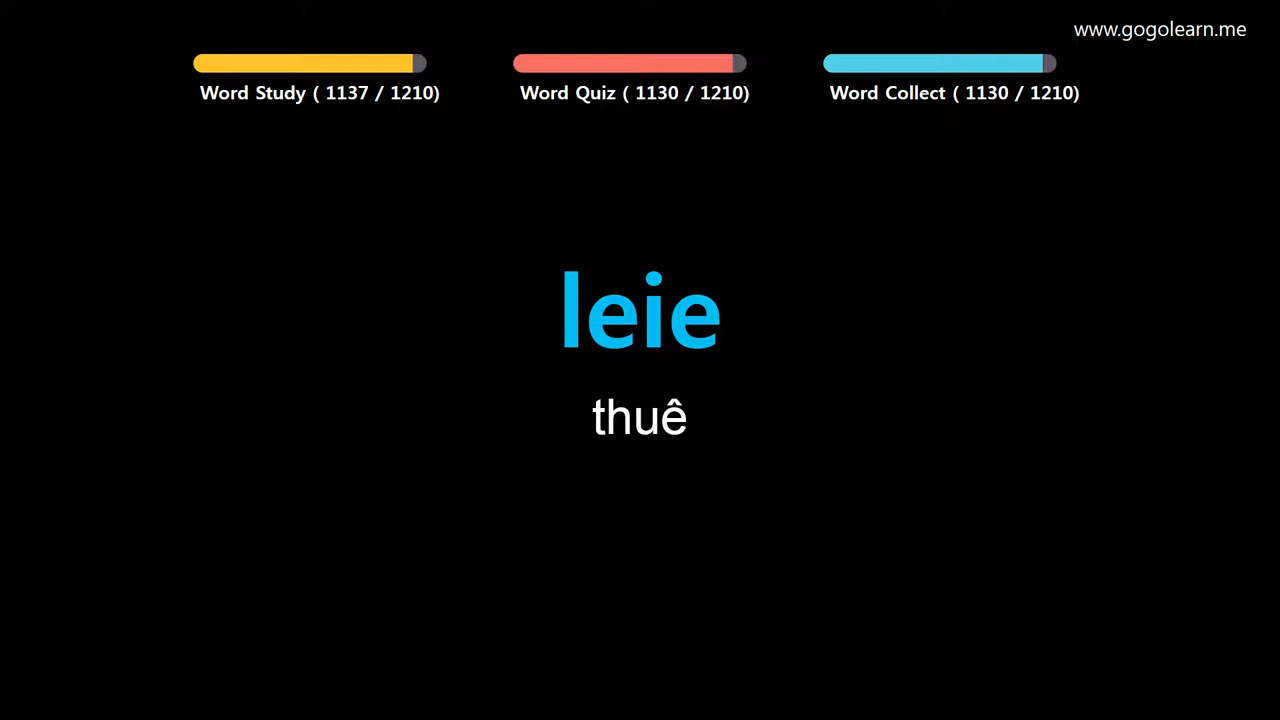 www.gogolearn.me
Word Study ( 1137 / 1210)
Word Quiz ( 1130 / 1210)
Word Collect ( 1130 / 1210)
leie
thuê